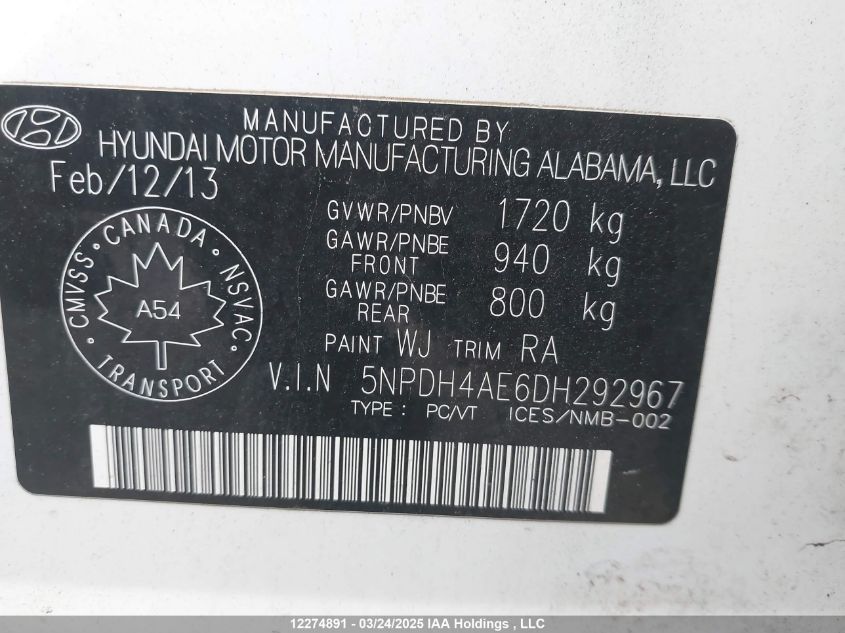 MANUFACTURED BY
HYUNDAI MOTOR MANUFACTURING ALABAMA, LLC
Feb/12/13
GVWR/PNBV 1720 kg
GAWR/PNBE FRONT 940 kg
GAWR/PNBE REAR 800 kg
CANADA • NSVAC • TRANSPORT • CMVSS •
A54
PAINT WJ TRIM RA
V.I.N 5NPDH4AE6DH292967
TYPE : PC/VT ICES/NMB-002
12274891 - 03/24/2025 IAA Holdings , LLC